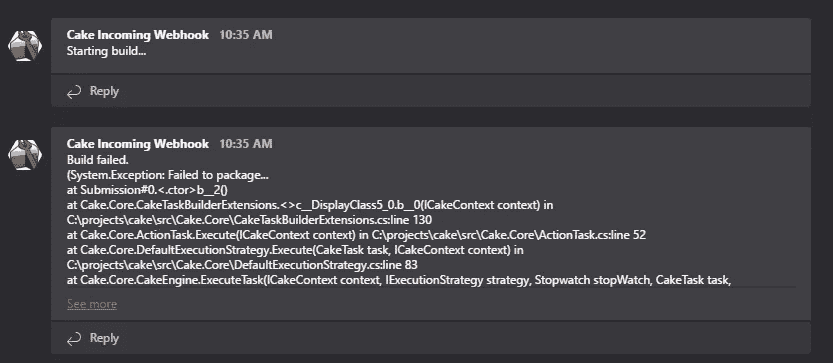 Cake Incoming Webhook 10:35 AM
Starting build...
Reply
Cake Incoming Webhook 10:35 AM
Build failed.
(System.Exception: Failed to package...
at Submission#0.<.ctor>b__2()
at Cake.Core.CakeTaskBuilderExtensions.<>c__DisplayClass5_0.b__0(ICakeContext context) in
C:\projects\cake\src\Cake.Core\CakeTaskBuilderExtensions.cs:line 130
at Cake.Core.ActionTask.Execute(ICakeContext context) in C:\projects\cake\src\Cake.Core\ActionTask.cs:line 52
at Cake.Core.DefaultExecutionStrategy.Execute(CakeTask task, ICakeContext context) in
C:\projects\cake\src\Cake.Core\DefaultExecutionStrategy.cs:line 83
at Cake.Core.CakeEngine.ExecuteTask(ICakeContext context, IExecutionStrategy strategy, Stopwatch stopWatch, CakeTask task,
See more
Reply